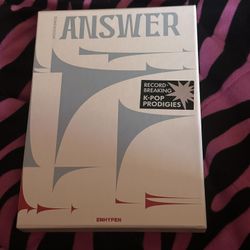 ANSWER
RECORD-
BREAKING
K-POP
PRODIGIES
ENHYPEN